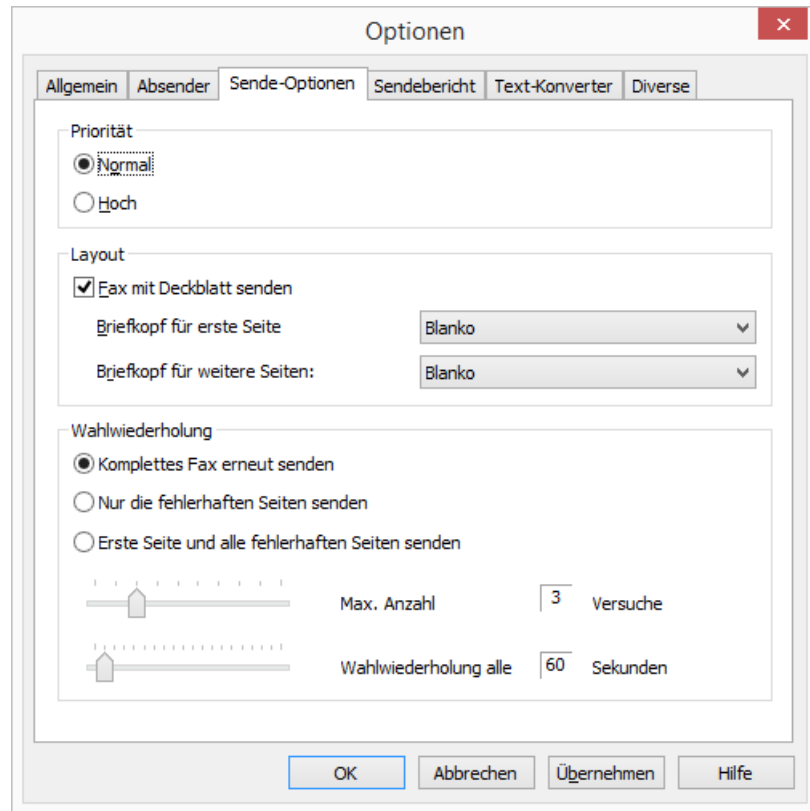 Optionen
Allgemein Absender Sende-Optionen Sendebericht Text-Konverter Diverse
Priorität
Normal
Hoch
Layout
Fax mit Deckblatt senden
Briefkopf für erste Seite Blanko
Briefkopf für weitere Seiten: Blanko
Wahlwiederholung
Komplettes Fax erneut senden
Nur die fehlerhaften Seiten senden
Erste Seite und alle fehlerhaften Seiten senden
Max. Anzahl 3 Versuche
Wahlwiederholung alle 60 Sekunden
OK Abbrechen Übernehmen Hilfe